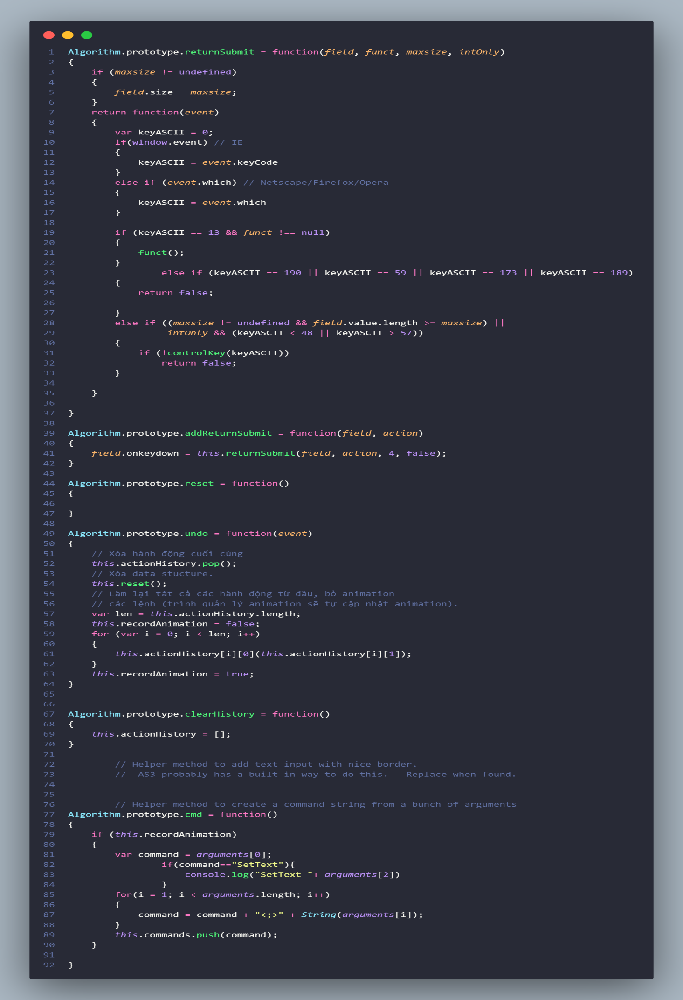 1 Algorithm.prototype.returnSubmit = function(field, funct, maxsize, intOnly)
2 {
3     if (maxsize != undefined)
4     {
5         field.size = maxsize;
6     }
7     return function(event)
8     {
9         var keyASCII = 0;
10         if(window.event) // IE
11         {
12             keyASCII = event.keyCode
13         }
14         else if (event.which) // Netscape/Firefox/Opera
15         {
16             keyASCII = event.which
17         }
18
19         if (keyASCII == 13 && funct !== null)
20         {
21             funct();
22         }
23                 else if (keyASCII == 190 || keyASCII == 59 || keyASCII == 173 || keyASCII == 189)
24         {
25             return false;
26
27         }
28         else if ((maxsize != undefined && field.value.length >= maxsize) ||
29                  intOnly && (keyASCII < 48 || keyASCII > 57))
30         {
31             if (!controlKey(keyASCII))
32                 return false;
33         }
34
35     }
36
37 }
38
39 Algorithm.prototype.addReturnSubmit = function(field, action)
40 {
41     field.onkeydown = this.returnSubmit(field, action, 4, false);
42 }
43
44 Algorithm.prototype.reset = function()
45 {
46
47 }
48
49 Algorithm.prototype.undo = function(event)
50 {
51     // Xóa hành động cuối cùng
52     this.actionHistory.pop();
53     // Xóa data stucture.
54     this.reset();
55     // Làm lại tất cả các hành động từ đầu, bỏ animation
56     // các lệnh (trình quản lý animation sẽ tự cập nhật animation).
57     var len = this.actionHistory.length;
58     this.recordAnimation = false;
59     for (var i = 0; i < len; i++)
60     {
61         this.actionHistory[i][0](this.actionHistory[i][1]);
62     }
63     this.recordAnimation = true;
64 }
65
66
67 Algorithm.prototype.clearHistory = function()
68 {
69     this.actionHistory = [];
70 }
71
72         // Helper method to add text input with nice border.
73         //  AS3 probably has a built-in way to do this.   Replace when found.
74
75
76         // Helper method to create a command string from a bunch of arguments
77 Algorithm.prototype.cmd = function()
78 {
79     if (this.recordAnimation)
80     {
81         var command = arguments[0];
82                 if(command=="SetText"){
83                     console.log("SetText "+ arguments[2])
84                 }
85         for(i = 1; i < arguments.length; i++)
86         {
87             command = command + "<;>" + String(arguments[i]);
88         }
89         this.commands.push(command);
90     }
91
92 }